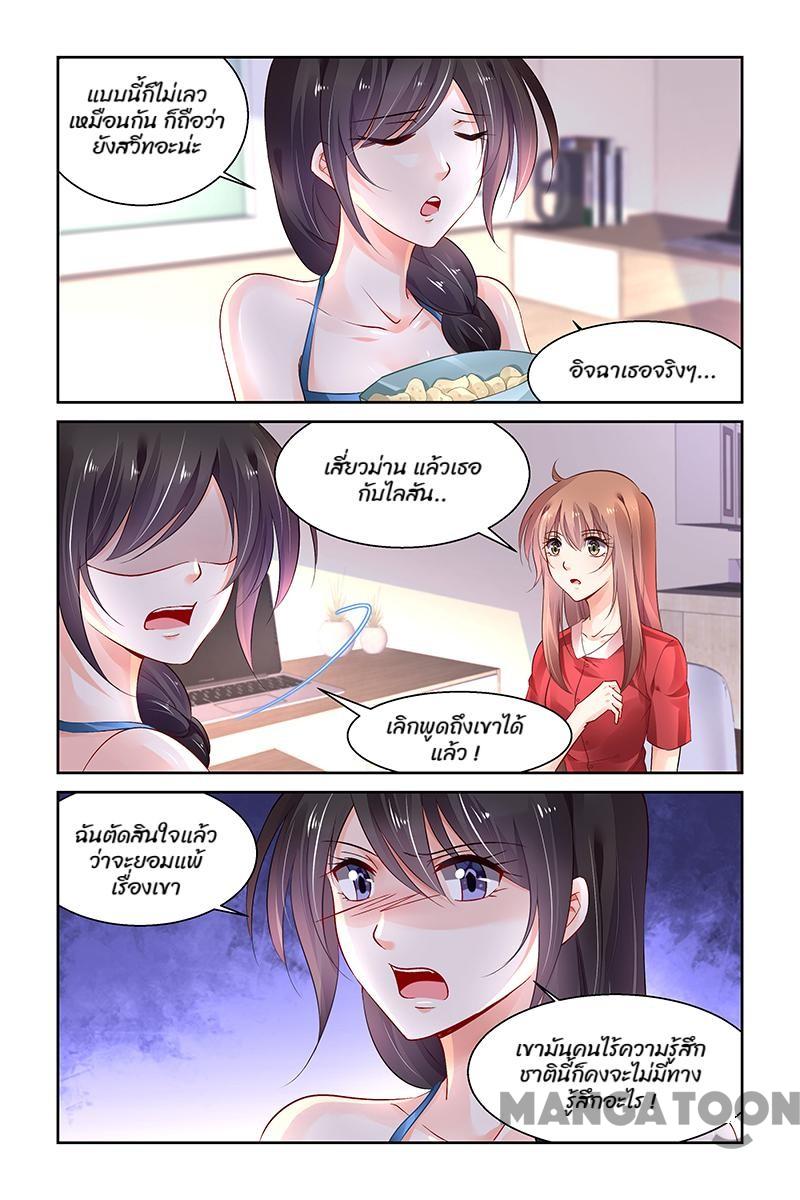 แบบนี้ก็ไม่เลว
เหมือนกัน ก็ถือว่า
ยังสวีทอะน่ะ
อิจฉาเธอจริงๆ...
เสี่ยวม่าน แล้วเธอ
กับไลสัน..
เลิกพูดถึงเขาได้
แล้ว !
ฉันตัดสินใจแล้ว
ว่าจะยอมแพ้
เรื่องเขา
เขามันคนไร้ความรู้สึก
ชาตินี้ก็คงจะไม่มีทาง
รู้สึกอะไร !
MANGATOON